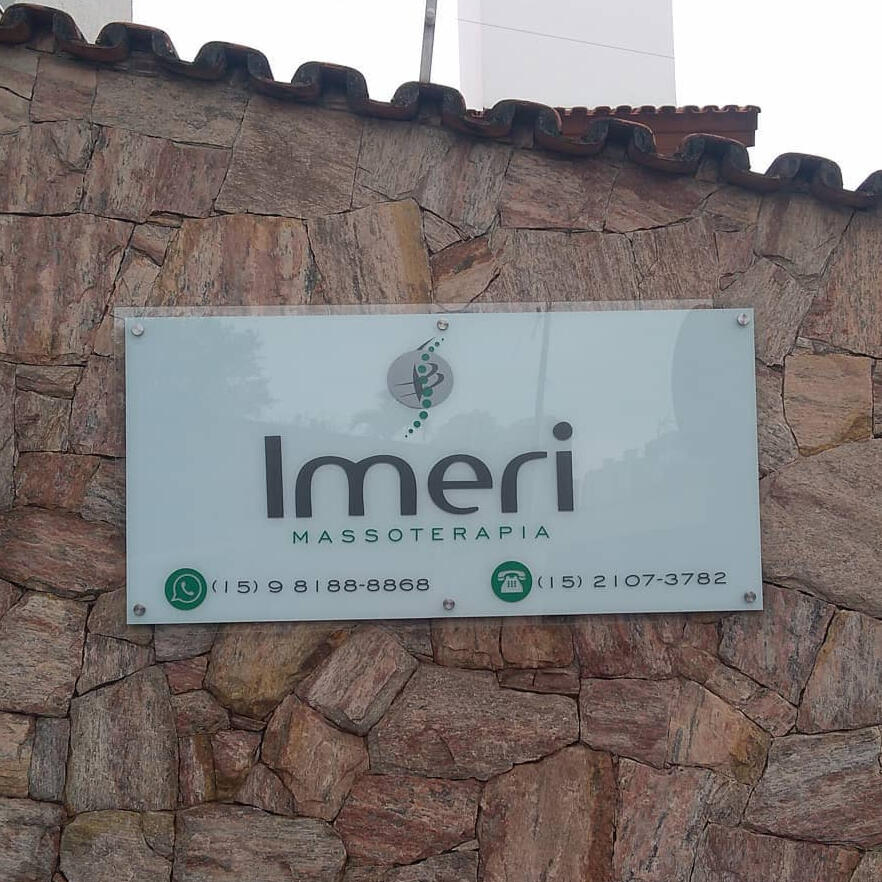 Imeri
MASSOTERAPIA
(15) 9 8188-8868 (15) 2107-3782